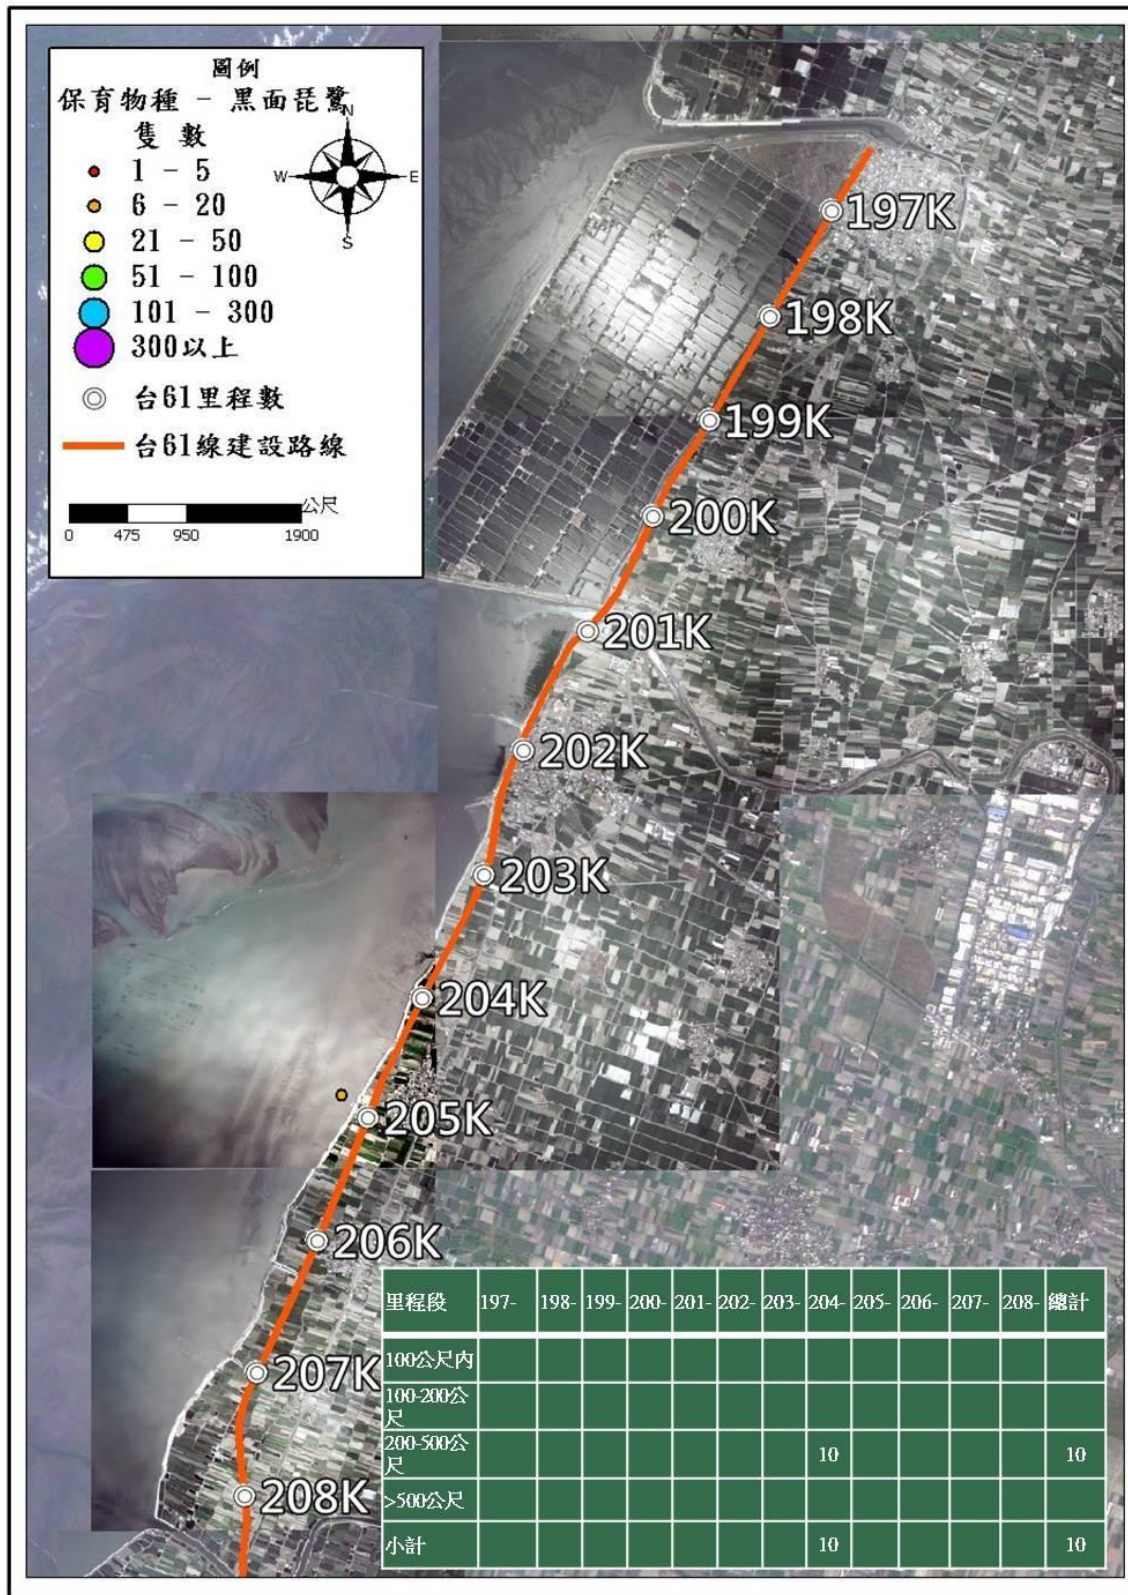 圖例
保育物種 - 黑面琵鷺
隻 數
1 - 5
6 - 20
21 - 50
51 - 100
101 - 300
300以上
台61里程數
台61線建設路線
N
W E
S
公尺
0 475 950 1900
197K
198K
199K
200K
201K
202K
203K
204K
205K
206K
207K
208K
里程段 197- 198- 199- 200- 201- 202- 203- 204- 205- 206- 207- 208- 總計
100公尺內
100-200公
尺
200-500公
尺 10 10
>500公尺
小計 10 10